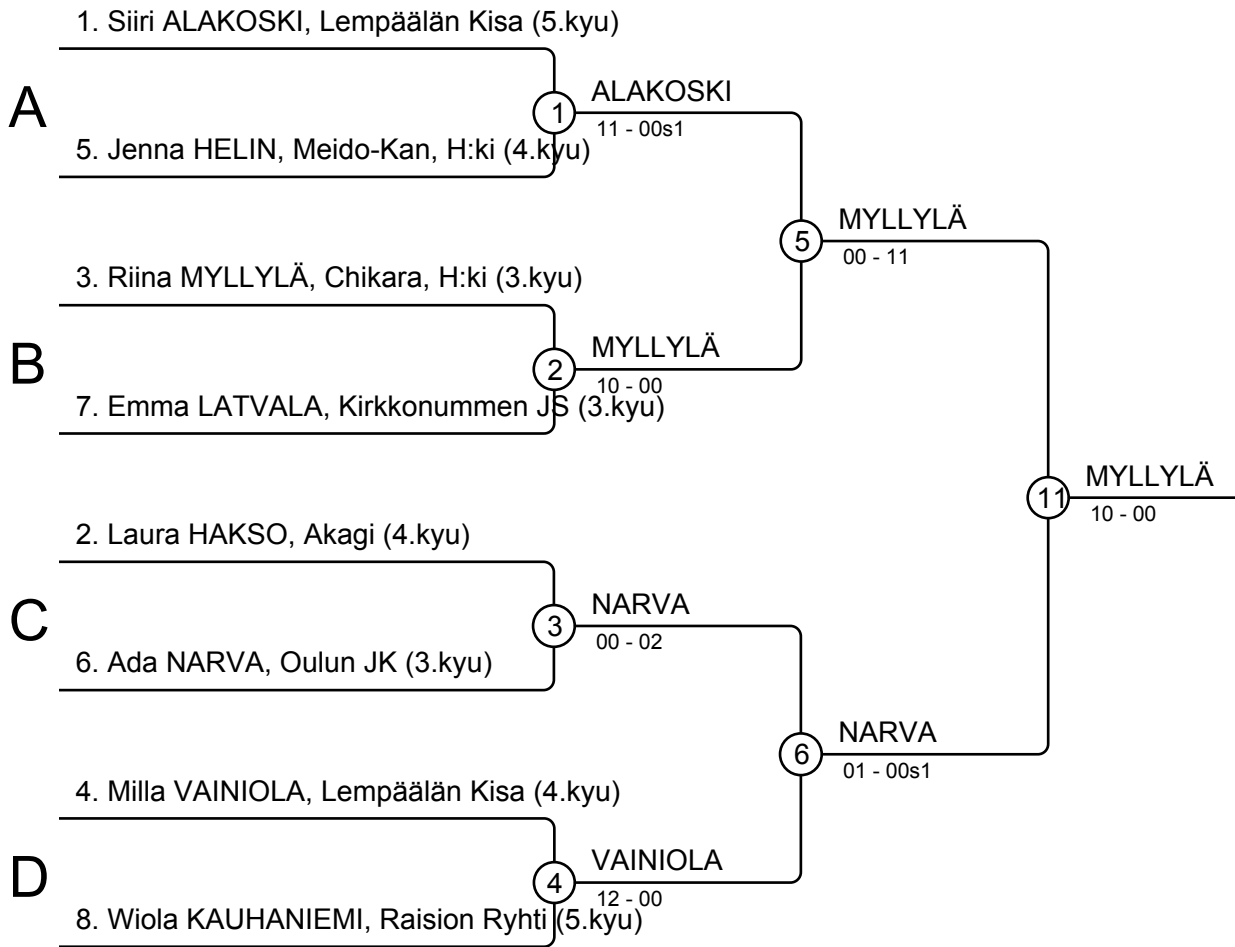 1. Siiri ALAKOSKI, Lempäälän Kisa (5.kyu)
A
1
ALAKOSKI
11 - 00s1
5. Jenna HELIN, Meido-Kan, H:ki (4.kyu)
5
MYLLYLÄ
00 - 11
3. Riina MYLLYLÄ, Chikara, H:ki (3.kyu)
B
2
MYLLYLÄ
10 - 00
7. Emma LATVALA, Kirkkonummen JS (3.kyu)
11
MYLLYLÄ
10 - 00
2. Laura HAKSO, Akagi (4.kyu)
C
3
NARVA
00 - 02
6. Ada NARVA, Oulun JK (3.kyu)
6
NARVA
01 - 00s1
4. Milla VAINIOLA, Lempäälän Kisa (4.kyu)
D
4
VAINIOLA
12 - 00
8. Wiola KAUHANIEMI, Raision Ryhti (5.kyu)